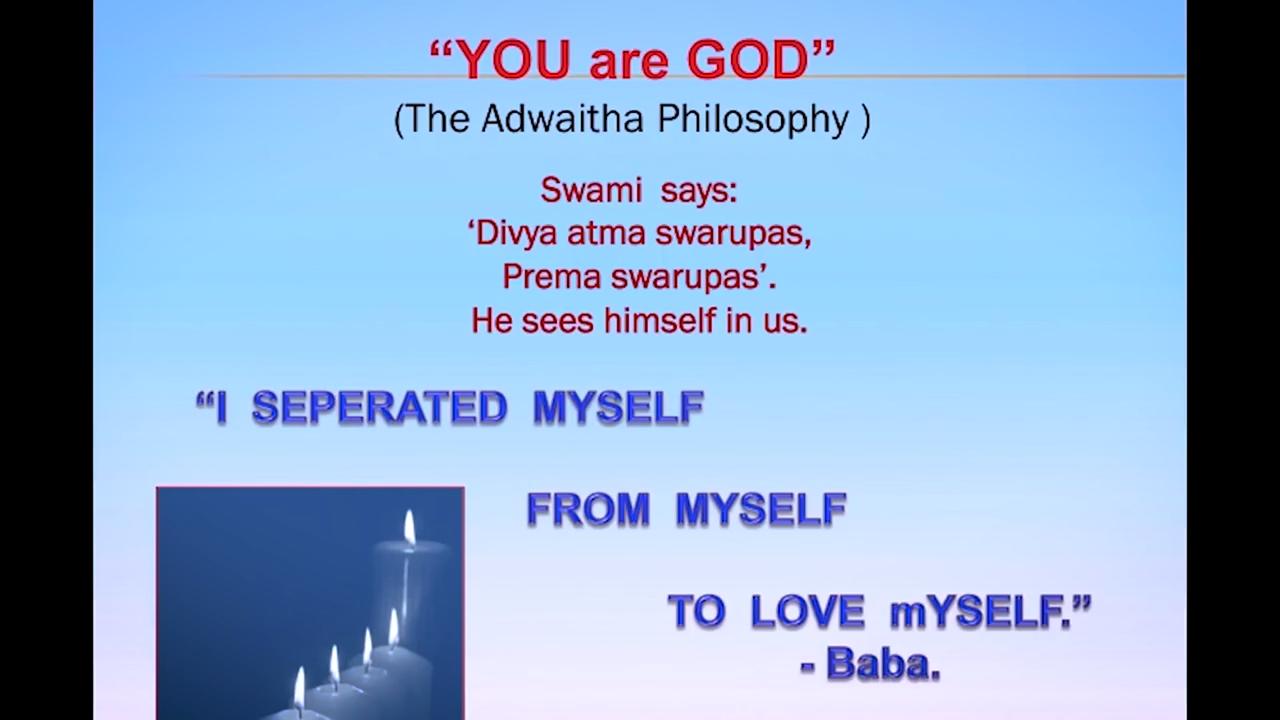 “YOU are GOD”
(The Adwaitha Philosophy )
Swami says:
‘Divya atma swarupas,
Prema swarupas’.
He sees himself in us.
“I SEPERATED MYSELF
FROM MYSELF
TO LOVE mYSELF.”
- Baba.